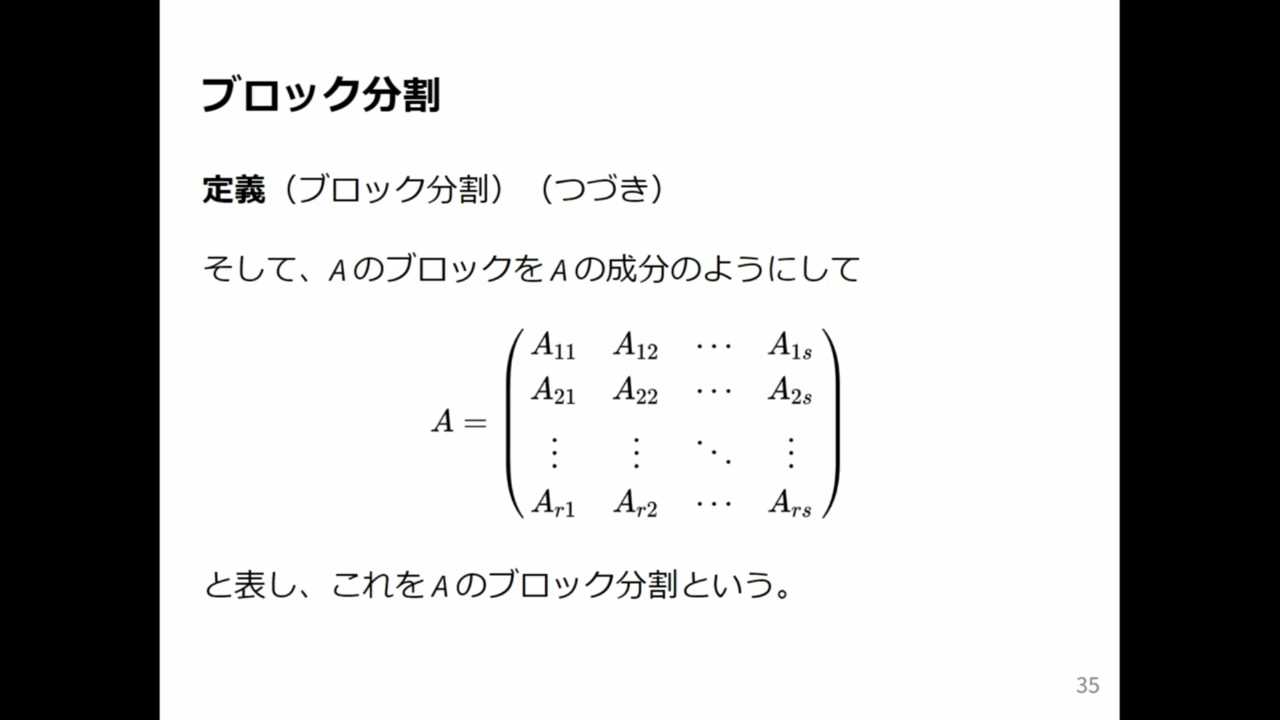 ブロック分割
定義（ブロック分割）（つづき）
そして、A のブロックを A の成分のようにして
A = 
A₁₁ A₁₂ ⋯ A₁ₛ
A₂₁ A₂₂ ⋯ A₂ₛ
⋮ ⋮ ⋱ ⋮
Aᵣ₁ Aᵣ₂ ⋯ Aᵣₛ
と表し、これを A のブロック分割という。
35